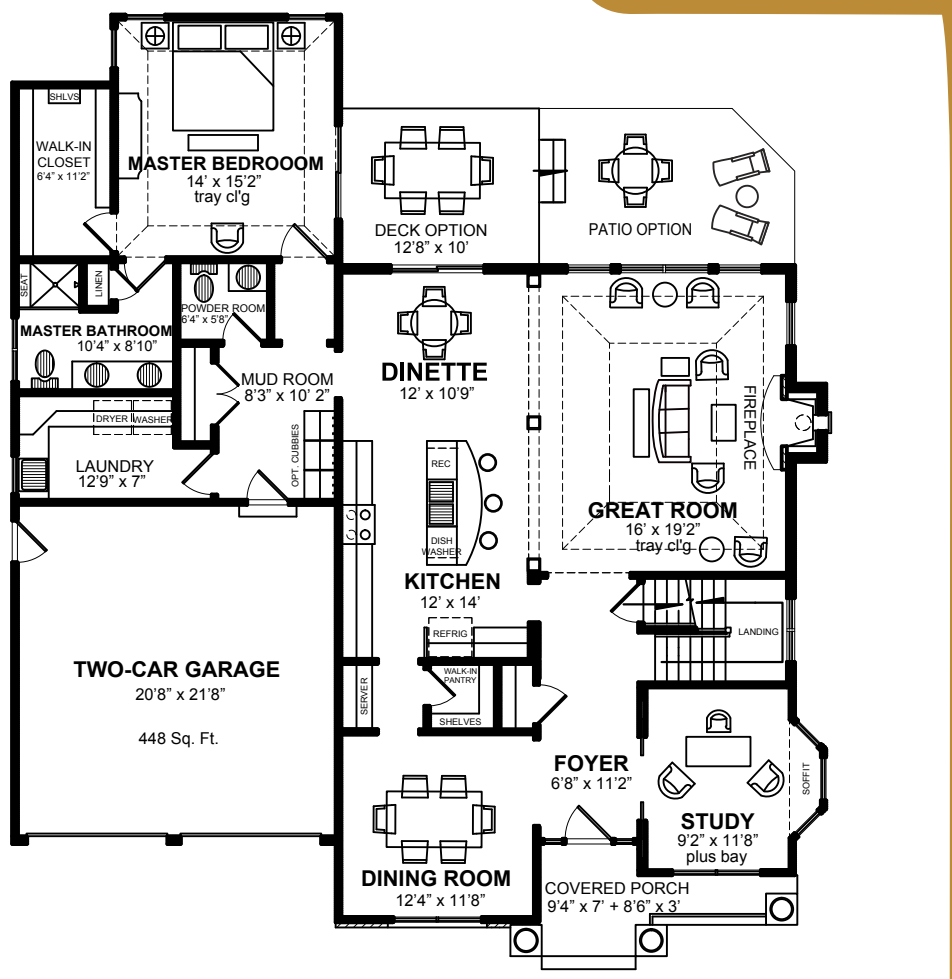 SHLVS
WALK-IN
CLOSET
6'4" x 11'2"
MASTER BEDROOOM
14’ x 15’2”
tray cl'g
DECK OPTION
12’8” x 10’
PATIO OPTION
SEAT
LINEN
POWDER ROOM
6'4" x 5'8"
MASTER BATHROOM
10’4” x 8’10”
MUD ROOM
8’3” x 10’ 2”
DINETTE
12’ x 10’9”
FIREPLACE
DRYER
WASHER
OPT. CUBBIES
LAUNDRY
12’9” x 7”
REC
DISH
WASHER
GREAT ROOM
16’ x 19’2”
tray cl'g
KITCHEN
12’ x 14’
REFRIG
LANDING
TWO-CAR GARAGE
20’8” x 21’8”
448 Sq. Ft.
SERVER
WALK-IN
PANTRY
SHELVES
FOYER
6’8” x 11’2”
SOFFIT
STUDY
9’2” x 11’8”
plus bay
DINING ROOM
12’4” x 11’8”
COVERED PORCH
9’4” x 7’ + 8’6” x 3’